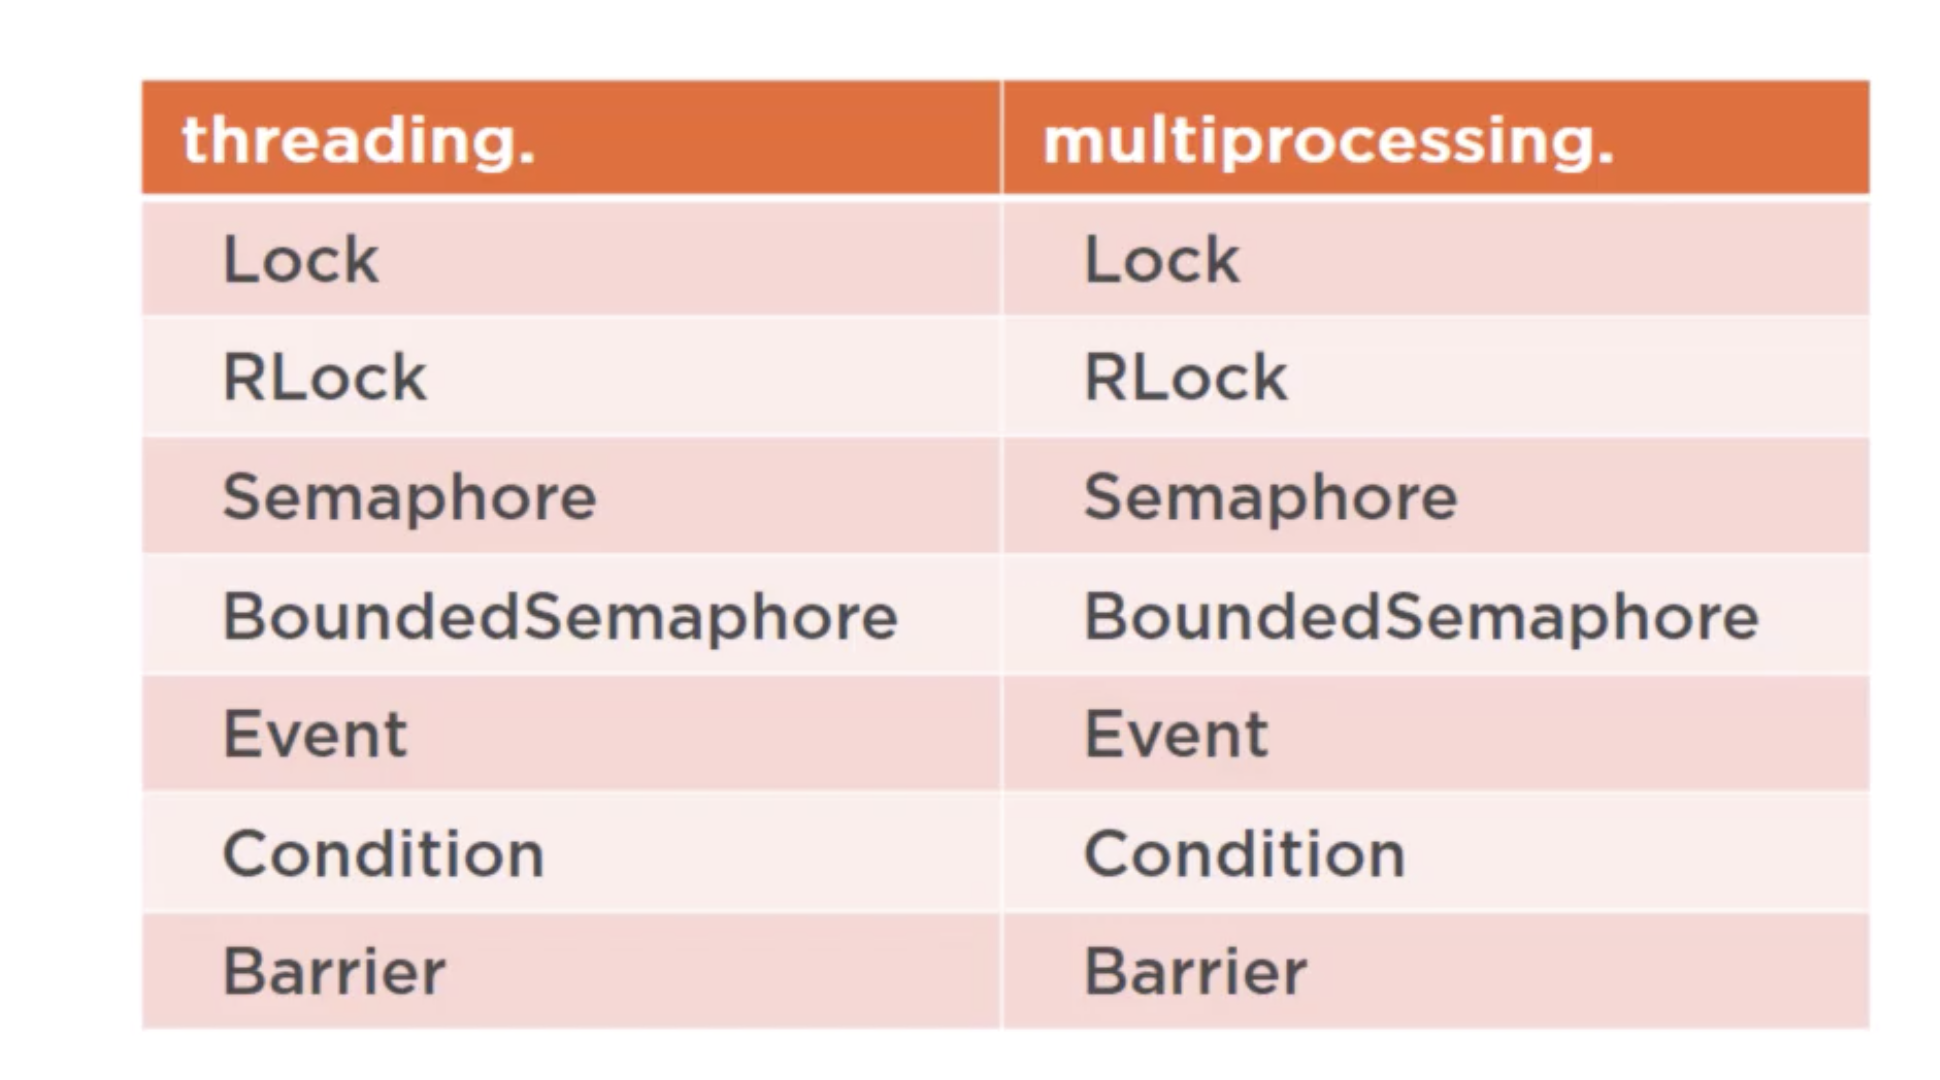 threading. multiprocessing.
Lock Lock
RLock RLock
Semaphore Semaphore
BoundedSemaphore BoundedSemaphore
Event Event
Condition Condition
Barrier Barrier